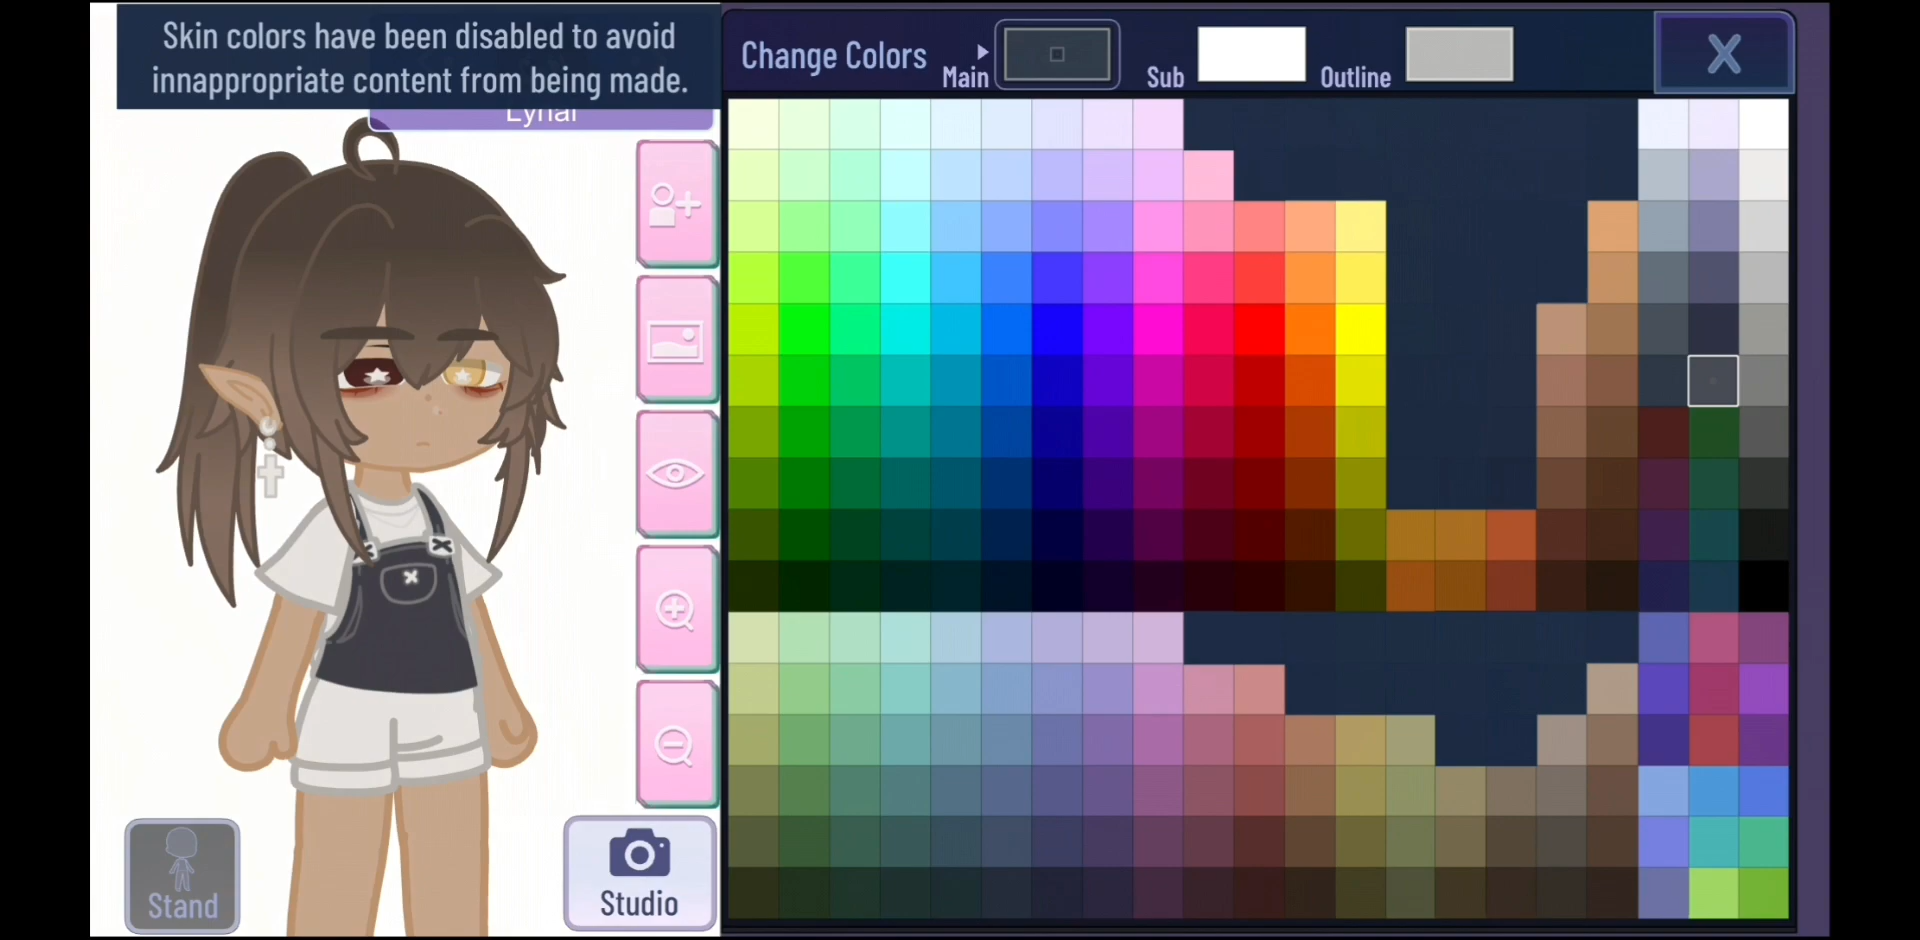 Skin colors have been disabled to avoid
innappropriate content from being made.
Lynar
Change Colors
Main
Sub
Outline
X
Stand
Studio